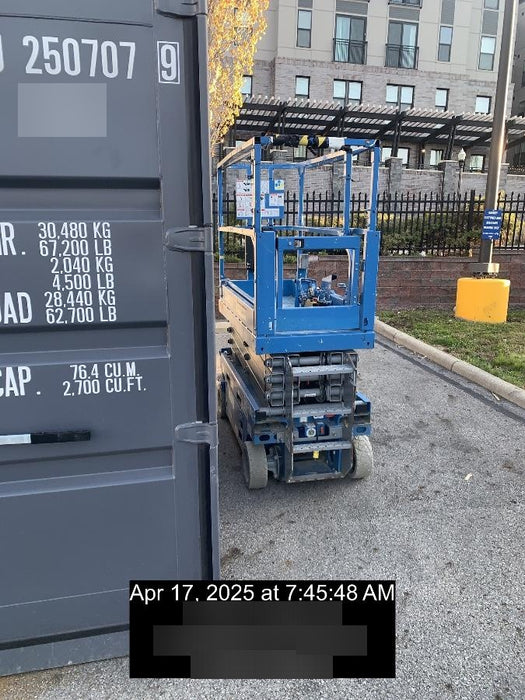 250707 9
R. 30,480 KG
67,200 LB
2,040 KG
4,500 LB
AD 28,440 KG
62,700 LB
CAP. 76.4 CU.M.
2,700 CU.FT.
Apr 17, 2025 at 7:45:48 AM